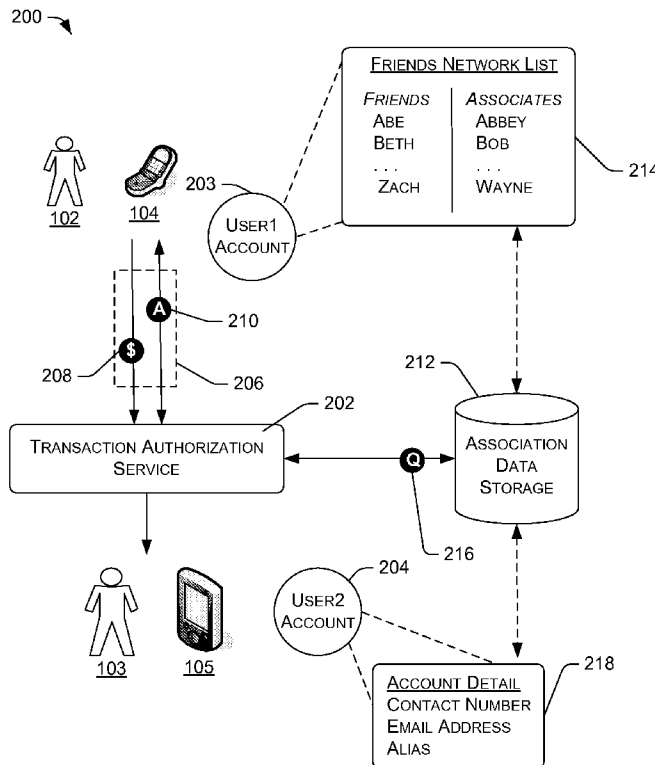 200
FRIENDS NETWORK LIST
FRIENDS ASSOCIATES
ABE ABBEY
BETH BOB
. . . . . .
ZACH WAYNE
214
203
102 104
USER1
ACCOUNT
A 210
$
208 206
212
202
TRANSACTION AUTHORIZATION
SERVICE
Q
216
ASSOCIATION
DATA
STORAGE
204
USER2
ACCOUNT
103 105
218
ACCOUNT DETAIL
CONTACT NUMBER
EMAIL ADDRESS
ALIAS